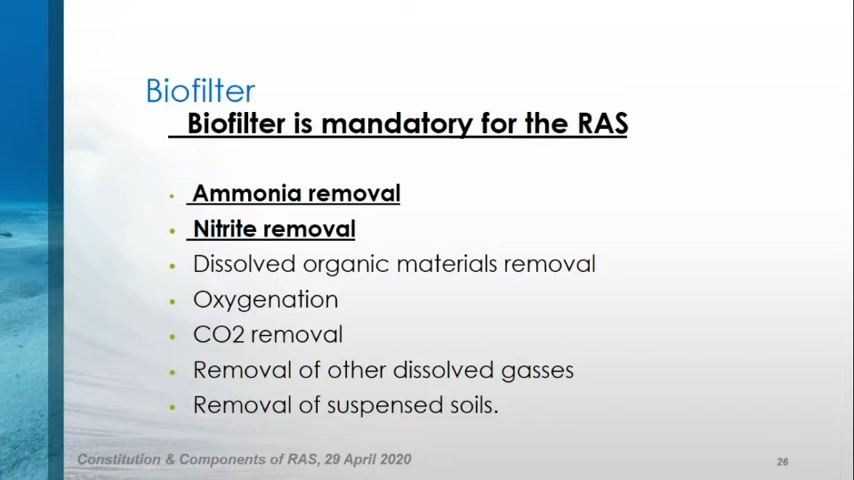 Biofilter
Biofilter is mandatory for the RAS
• Ammonia removal
• Nitrite removal
• Dissolved organic materials removal
• Oxygenation
• CO2 removal
• Removal of other dissolved gasses
• Removal of suspensed soils.
Constitution & Components of RAS, 29 April 2020
26